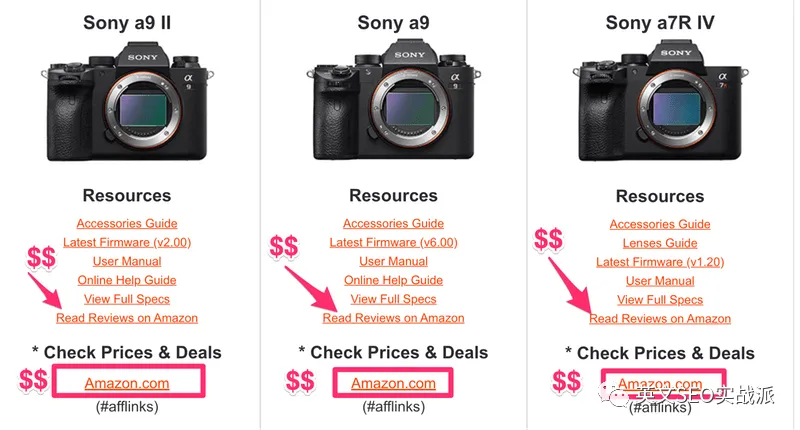 Sony a9 II
SONY
α
9
Resources
Accessories Guide
Latest Firmware (v2.00)
User Manual
Online Help Guide
View Full Specs
$$
Read Reviews on Amazon
* Check Prices & Deals
$$
Amazon.com
(#afflinks)
Sony a9
SONY
α
9
Resources
Accessories Guide
Latest Firmware (v6.00)
User Manual
Online Help Guide
View Full Specs
$$
Read Reviews on Amazon
* Check Prices & Deals
$$
Amazon.com
(#afflinks)
Sony a7R IV
SONY
α
7R
Resources
Accessories Guide
Lenses Guide
Latest Firmware (v1.20)
User Manual
View Full Specs
$$
Read Reviews on Amazon
* Check Prices & Deals
$$
Amazon.com
(#afflinks)
英文SEO实战派